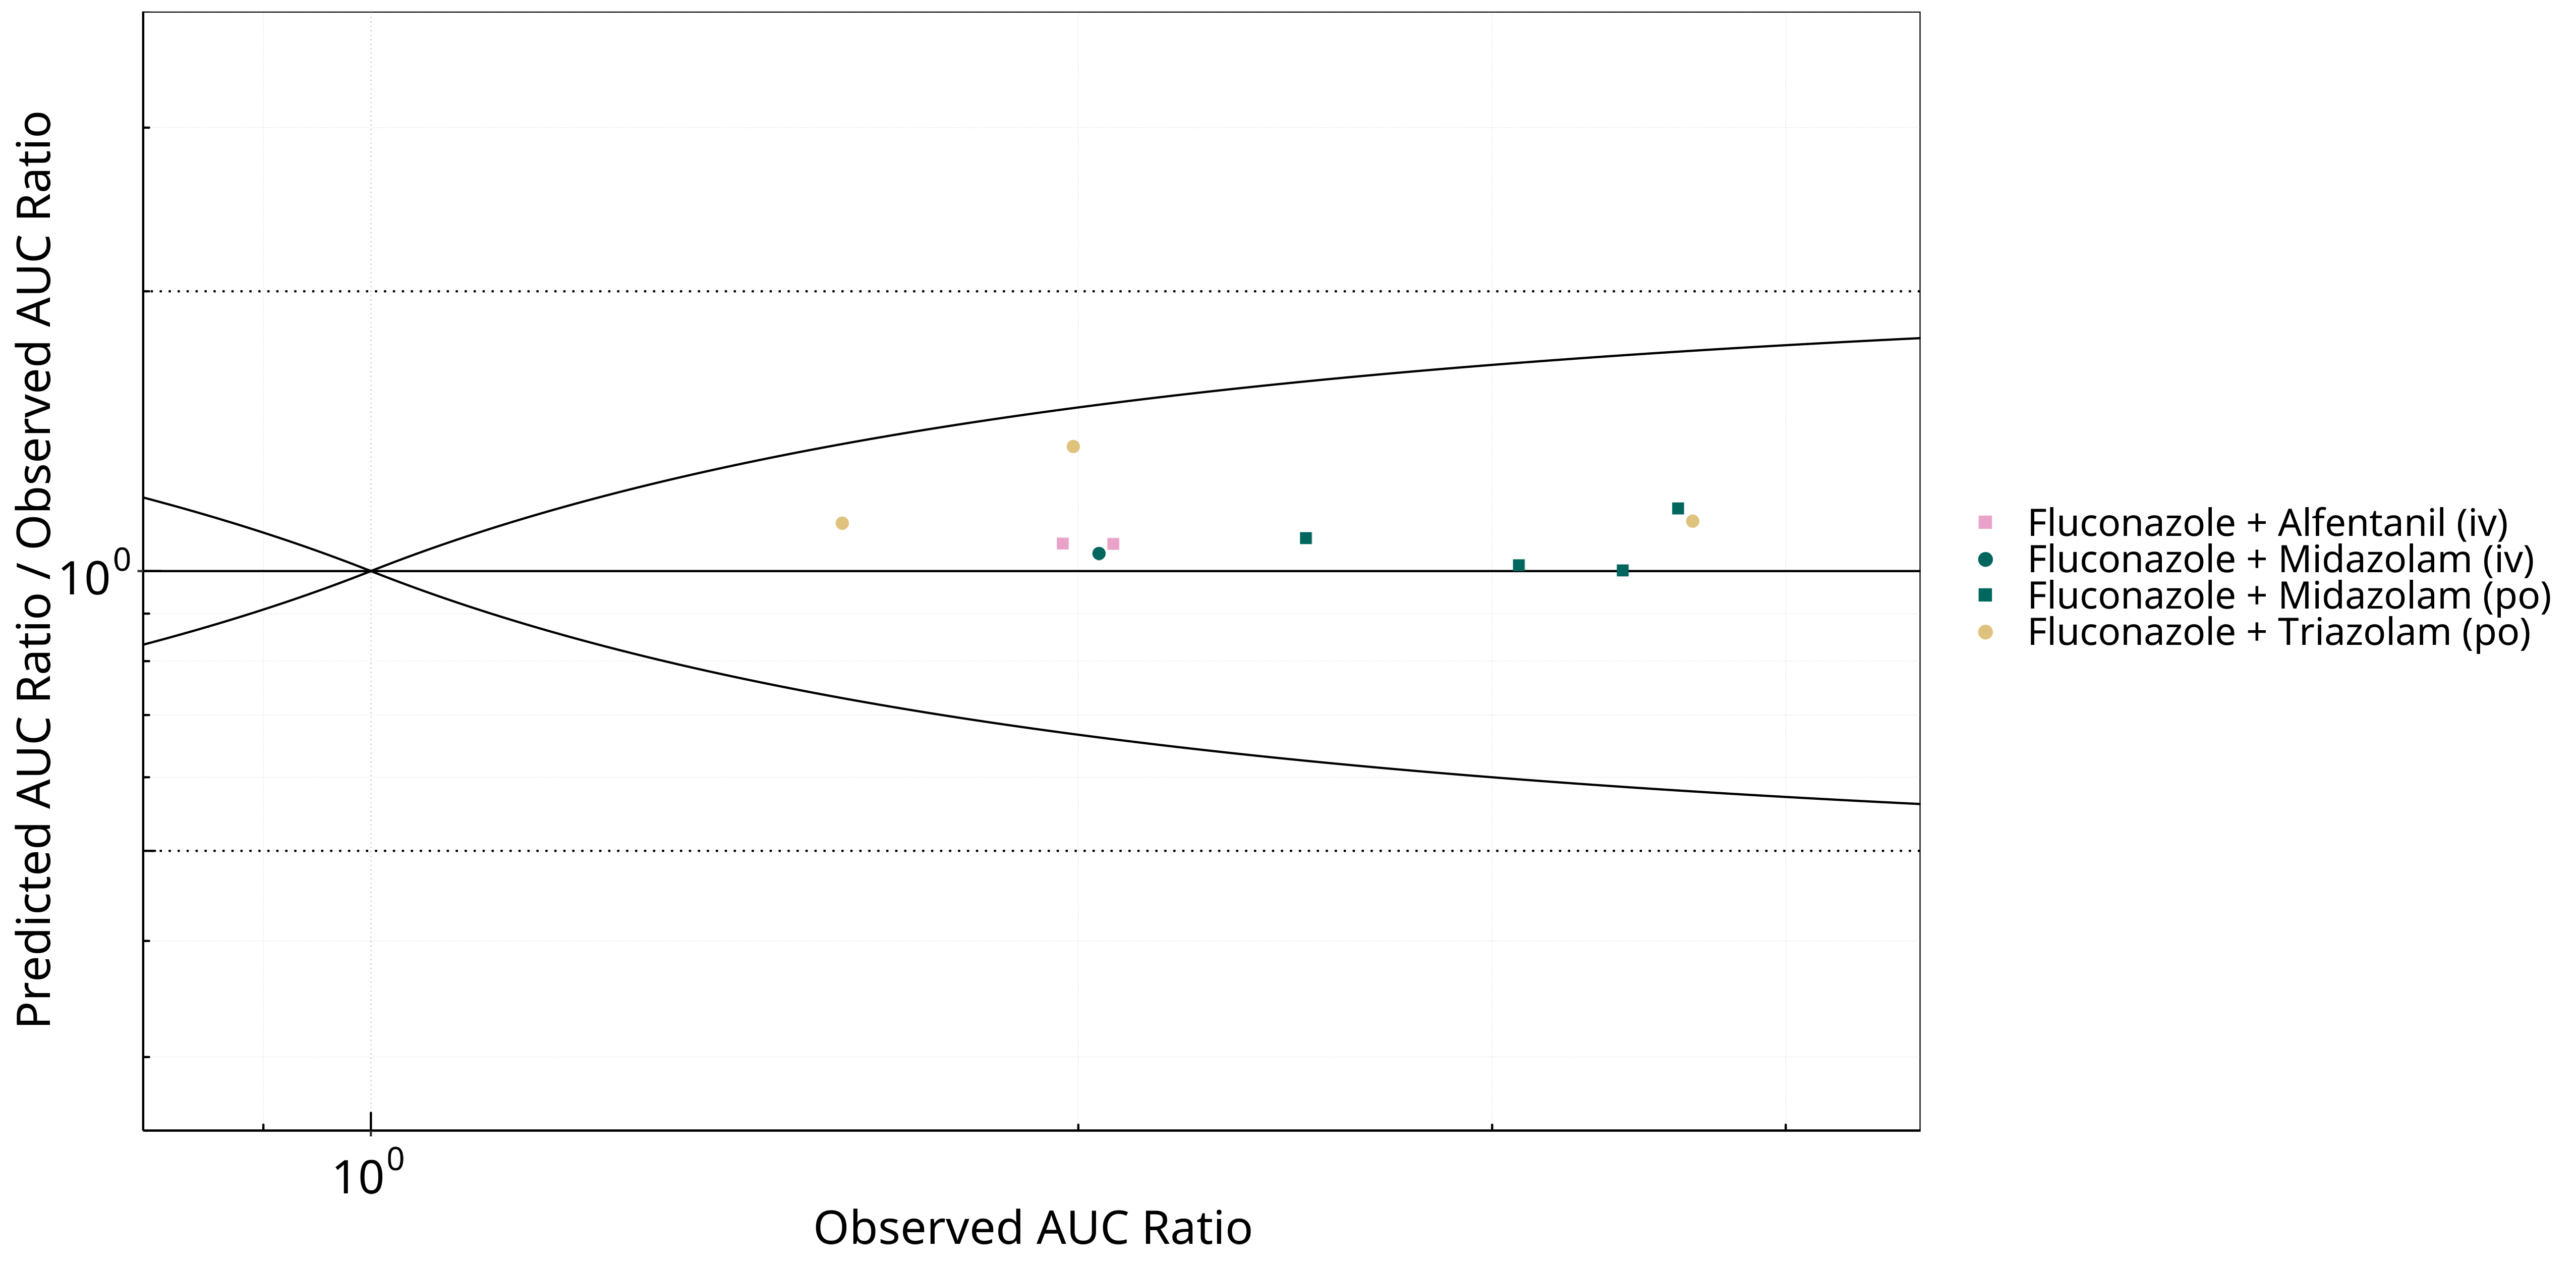 Predicted AUC Ratio / Observed AUC Ratio
10⁰
10⁰
Observed AUC Ratio
Fluconazole + Alfentanil (iv)
Fluconazole + Midazolam (iv)
Fluconazole + Midazolam (po)
Fluconazole + Triazolam (po)